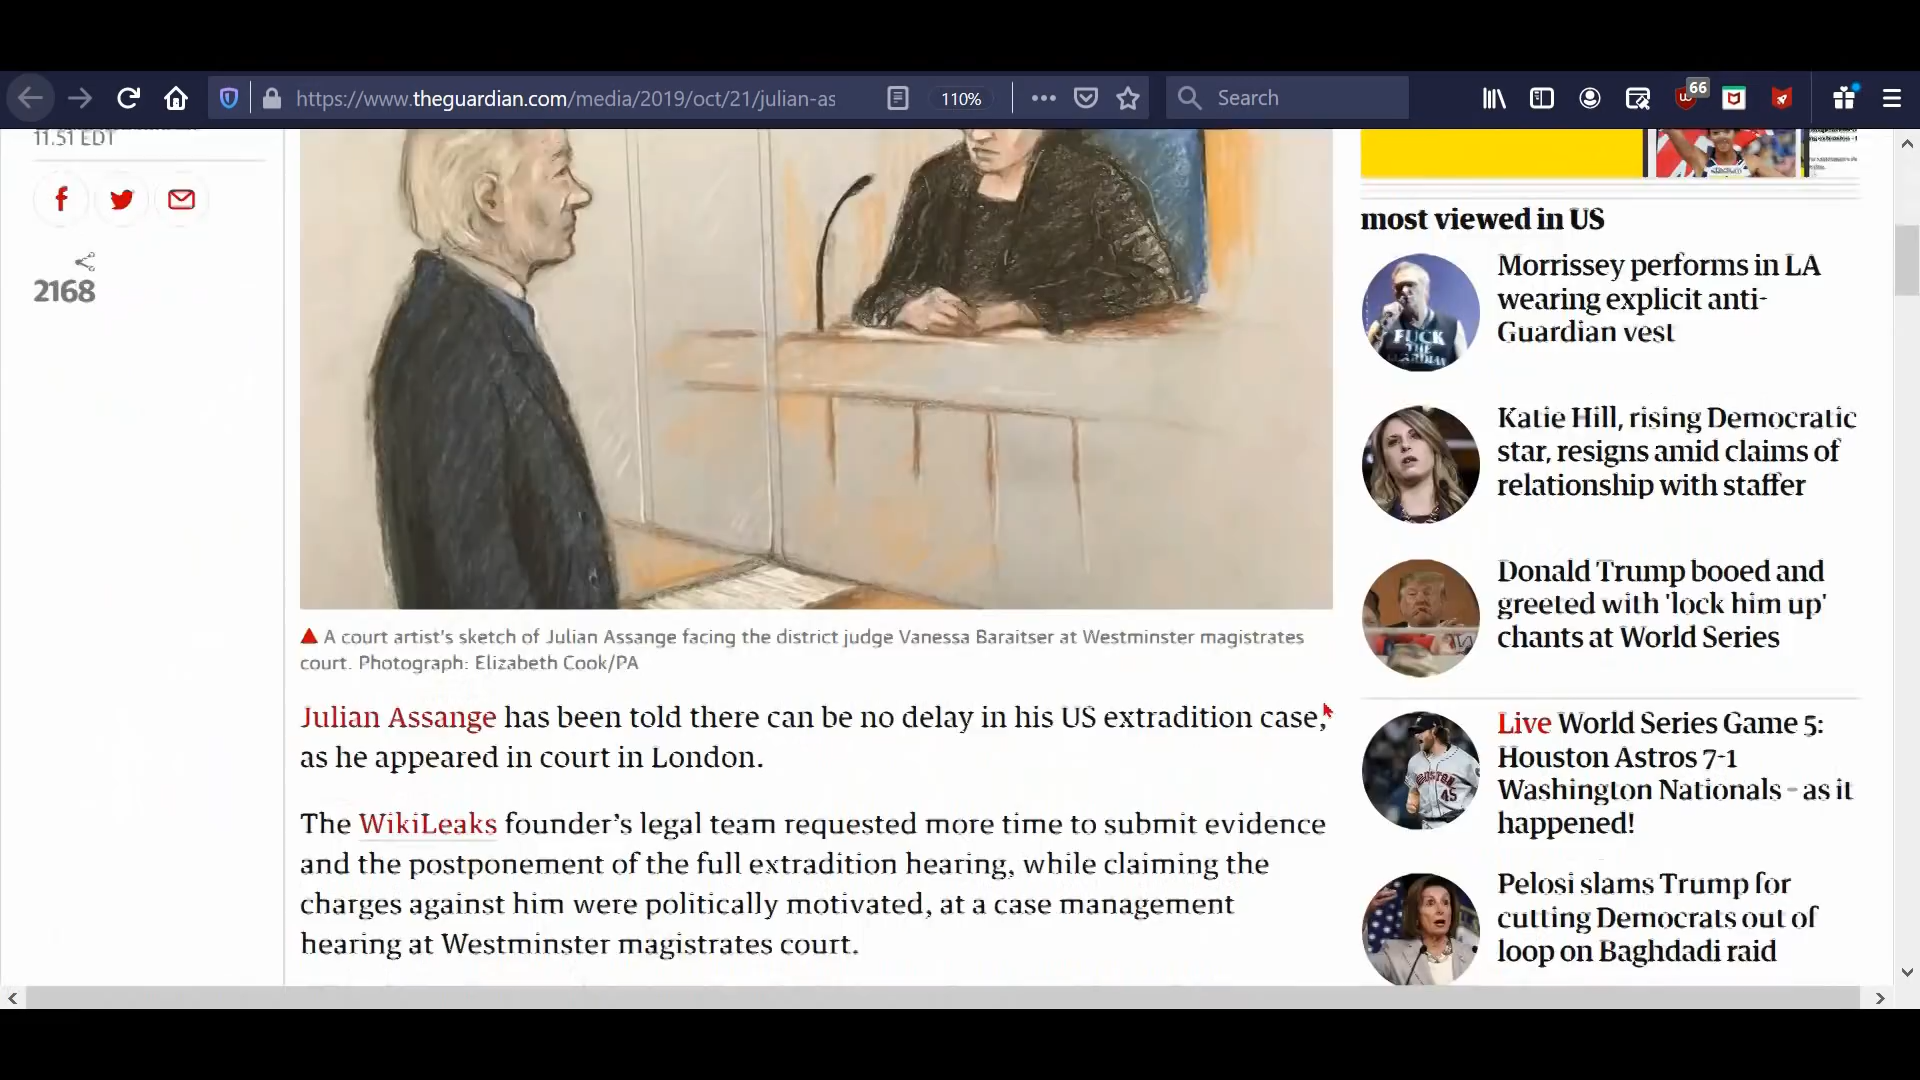 https://www.theguardian.com/media/2019/oct/21/julian-as
110%
Search
66
11.51 EDT
2168
▲ A court artist's sketch of Julian Assange facing the district judge Vanessa Baraitser at Westminster magistrates
court. Photograph: Elizabeth Cook/PA
Julian Assange has been told there can be no delay in his US extradition case,
as he appeared in court in London.
The WikiLeaks founder’s legal team requested more time to submit evidence
and the postponement of the full extradition hearing, while claiming the
charges against him were politically motivated, at a case management
hearing at Westminster magistrates court.
most viewed in US
Morrissey performs in LA
wearing explicit anti-
Guardian vest
FUCK
THE
GUARDIAN
Katie Hill, rising Democratic
star, resigns amid claims of
relationship with staffer
Donald Trump booed and
greeted with 'lock him up'
chants at World Series
Live World Series Game 5:
Houston Astros 7-1
Washington Nationals - as it
happened!
HOUSTON
45
Pelosi slams Trump for
cutting Democrats out of
loop on Baghdadi raid